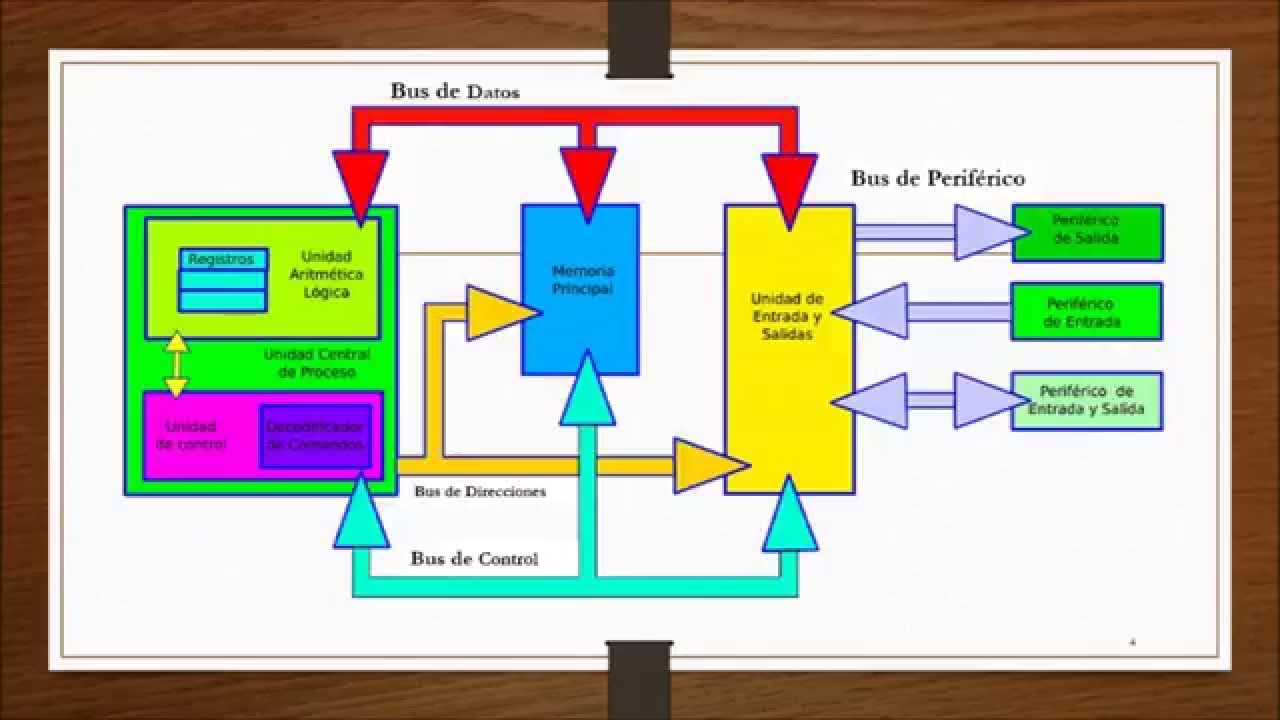 Bus de Datos
Bus de Periférico
Registros
Unidad
Aritmética
Lógica
Unidad Central
de Proceso
Unidad
de control
Decodificador
de Comandos
Memoria
Principal
Unidad de
Entrada y
Salidas
Periférico
de Salida
Periférico
de Entrada
Periférico de
Entrada y Salida
Bus de Direcciones
Bus de Control
4